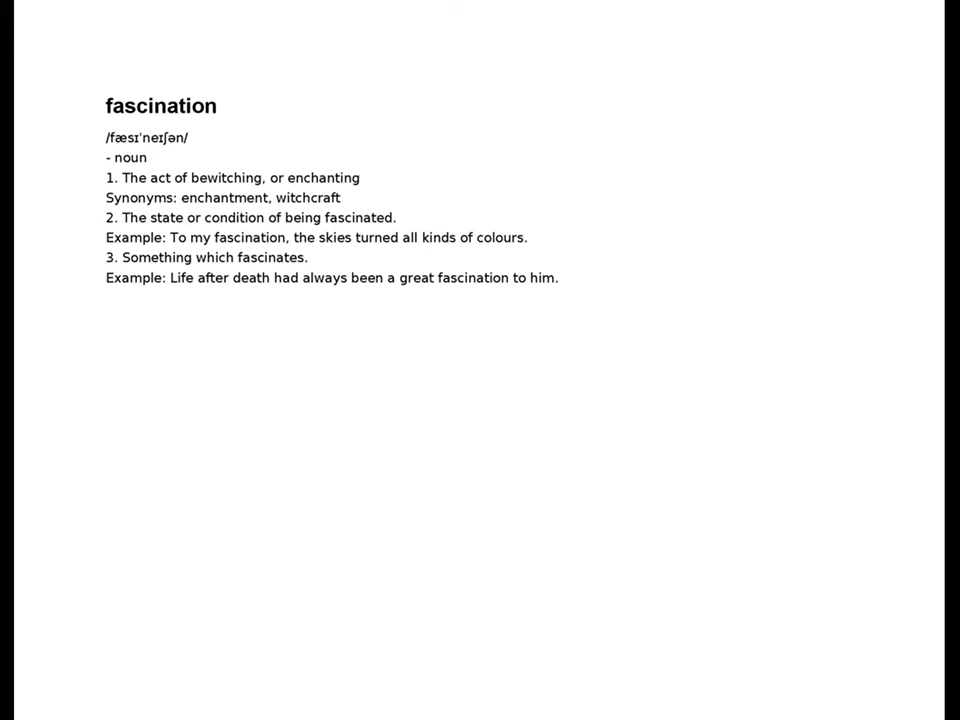 fascination
/fæsɪˈneɪʃən/
- noun
1. The act of bewitching, or enchanting
Synonyms: enchantment, witchcraft
2. The state or condition of being fascinated.
Example: To my fascination, the skies turned all kinds of colours.
3. Something which fascinates.
Example: Life after death had always been a great fascination to him.